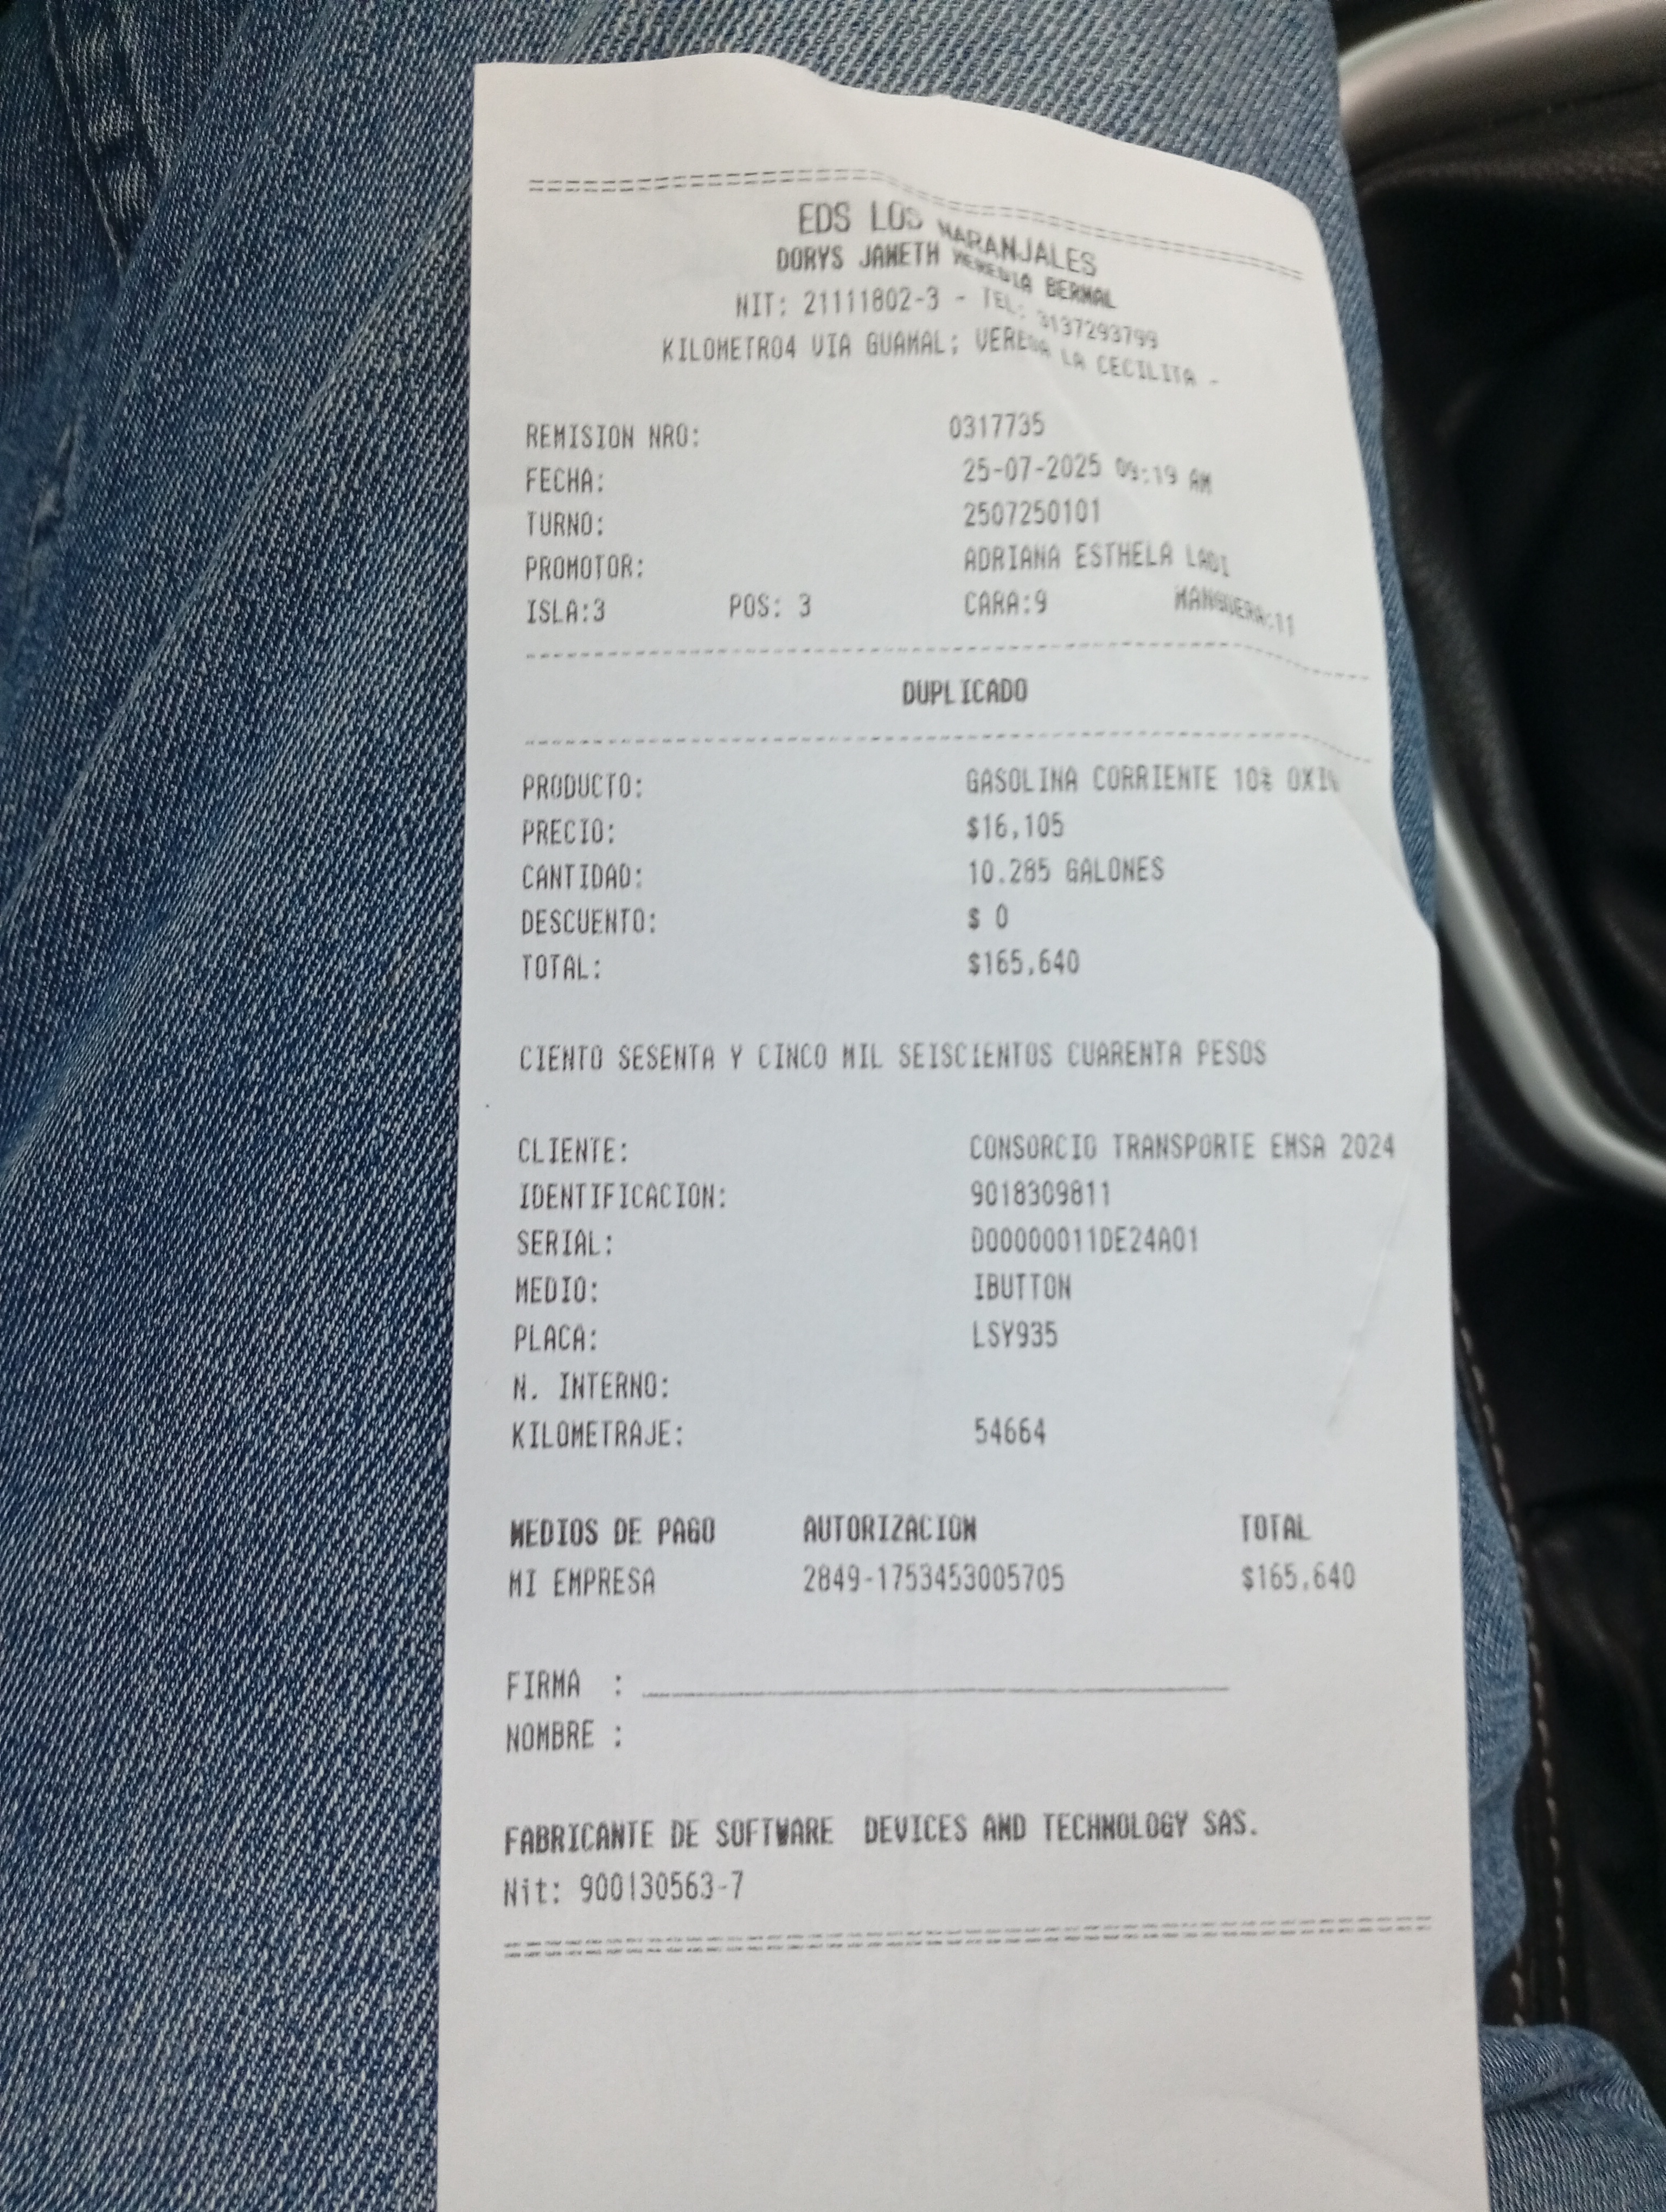 EDS LOS NARANJALES
DORYS JANETH HEREDIA BERNAL
NIT: 21111802-3 - TEL: 3137293799
KILOMETRO4 VIA GUAMAL; VEREDA LA CECILITA -
REMISION NRO: 0317735
FECHA: 25-07-2025 09:19 AM
TURNO: 2507250101
PROMOTOR: ADRIANA ESTHELA LADI
ISLA:3 POS: 3 CARA:9 MANGUERA:11
DUPLICADO
PRODUCTO: GASOLINA CORRIENTE 10% OXI
PRECIO: $16,105
CANTIDAD: 10.285 GALONES
DESCUENTO: $ 0
TOTAL: $165,640
CIENTO SESENTA Y CINCO MIL SEISCIENTOS CUARENTA PESOS
CLIENTE: CONSORCIO TRANSPORTE EMSA 2024
IDENTIFICACION: 9018309811
SERIAL: D00000011DE24A01
MEDIO: IBUTTON
PLACA: LSY935
N. INTERNO:
KILOMETRAJE: 54664
MEDIOS DE PAGO AUTORIZACION TOTAL
MI EMPRESA 2849-1753453005705 $165,640
FIRMA :
NOMBRE :
FABRICANTE DE SOFTWARE DEVICES AND TECHNOLOGY SAS.
Nit: 900130563-7